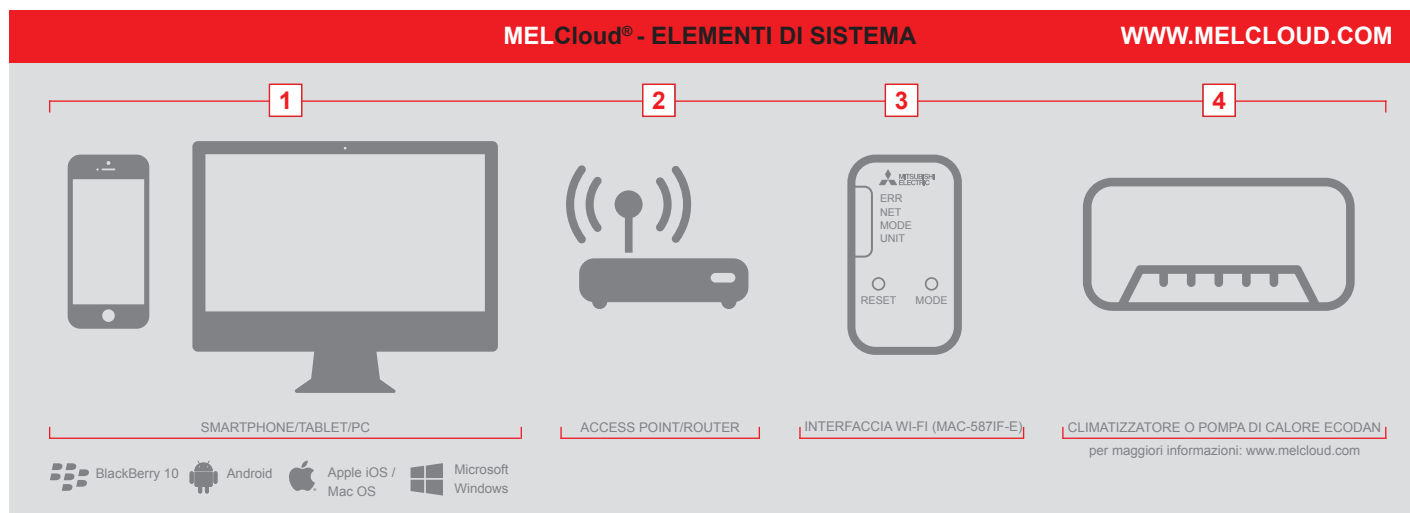 MELCloud® - ELEMENTI DI SISTEMA
WWW.MELCLOUD.COM
1
2
3
4
MITSUBISHI
ELECTRIC
ERR
NET
MODE
UNIT
RESET
MODE
SMARTPHONE/TABLET/PC
ACCESS POINT/ROUTER
INTERFACCIA WI-FI (MAC-587IF-E)
CLIMATIZZATORE O POMPA DI CALORE ECODAN
per maggiori informazioni: www.melcloud.com
BlackBerry 10
Android
Apple iOS /
Mac OS
Microsoft
Windows